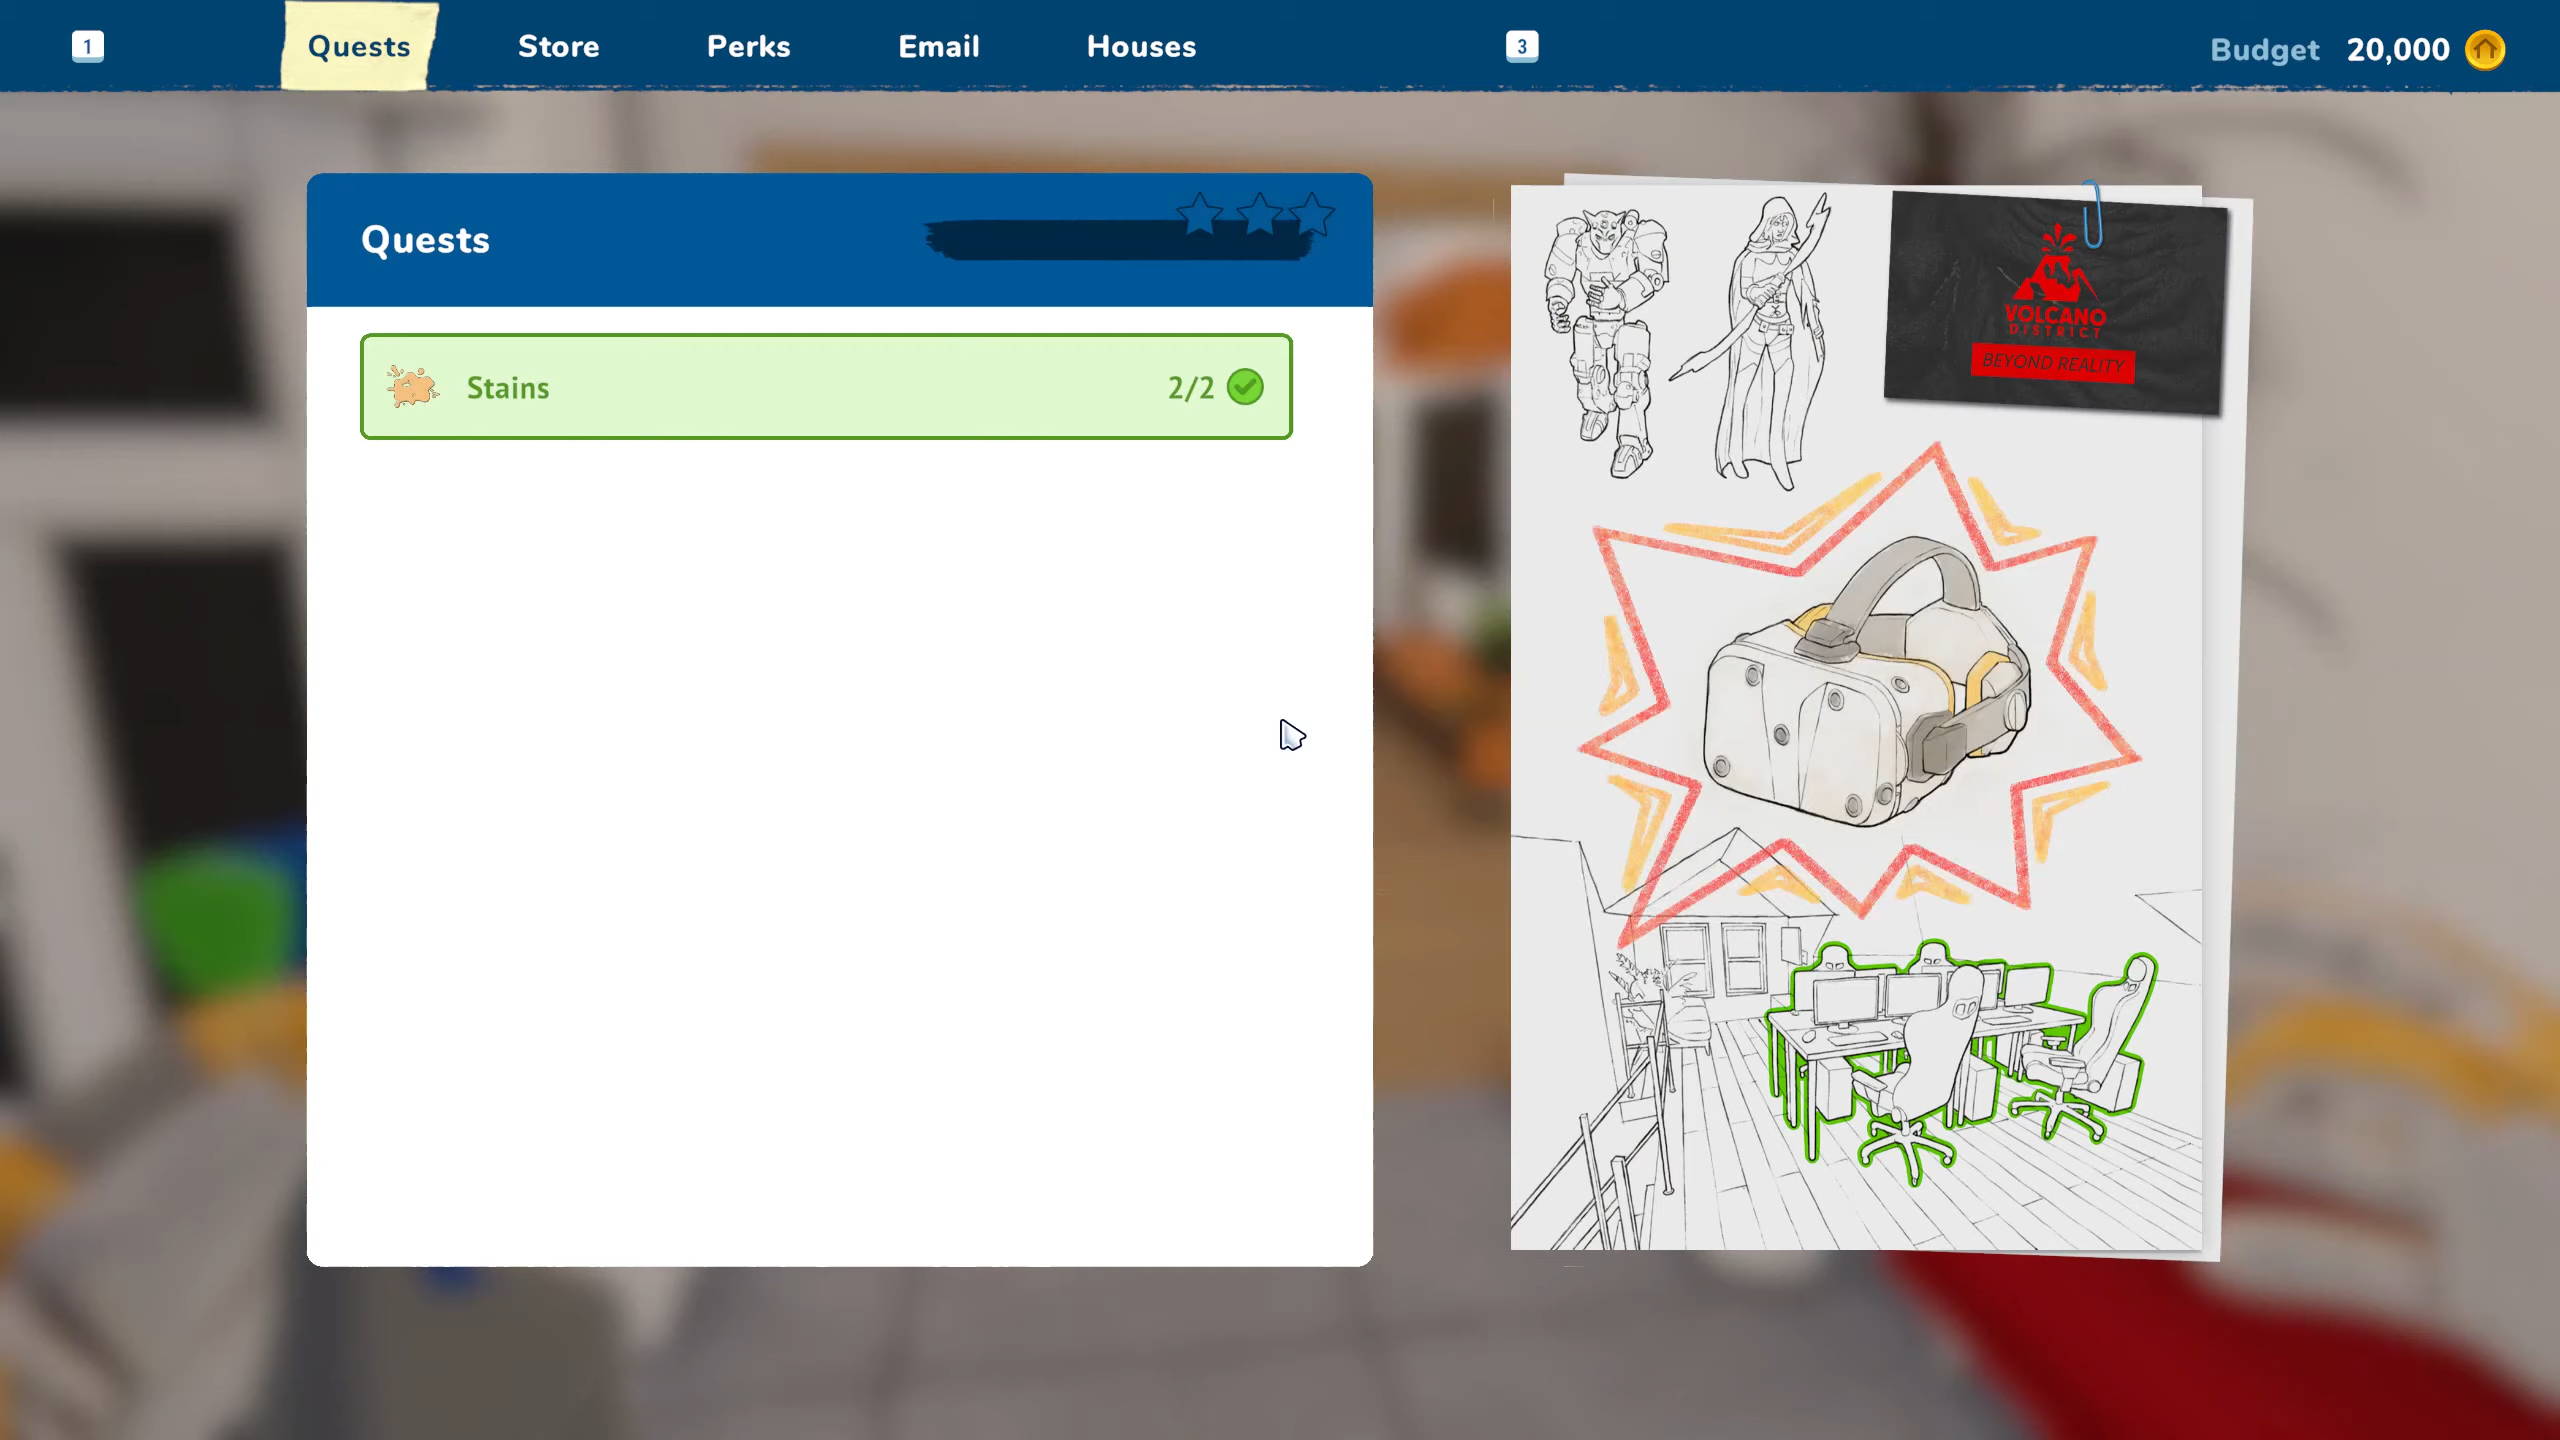 1
Quests
Store
Perks
Email
Houses
3
Budget 20,000
Quests
Stains
2/2
VOLCANO
DISTRICT
BEYOND REALITY